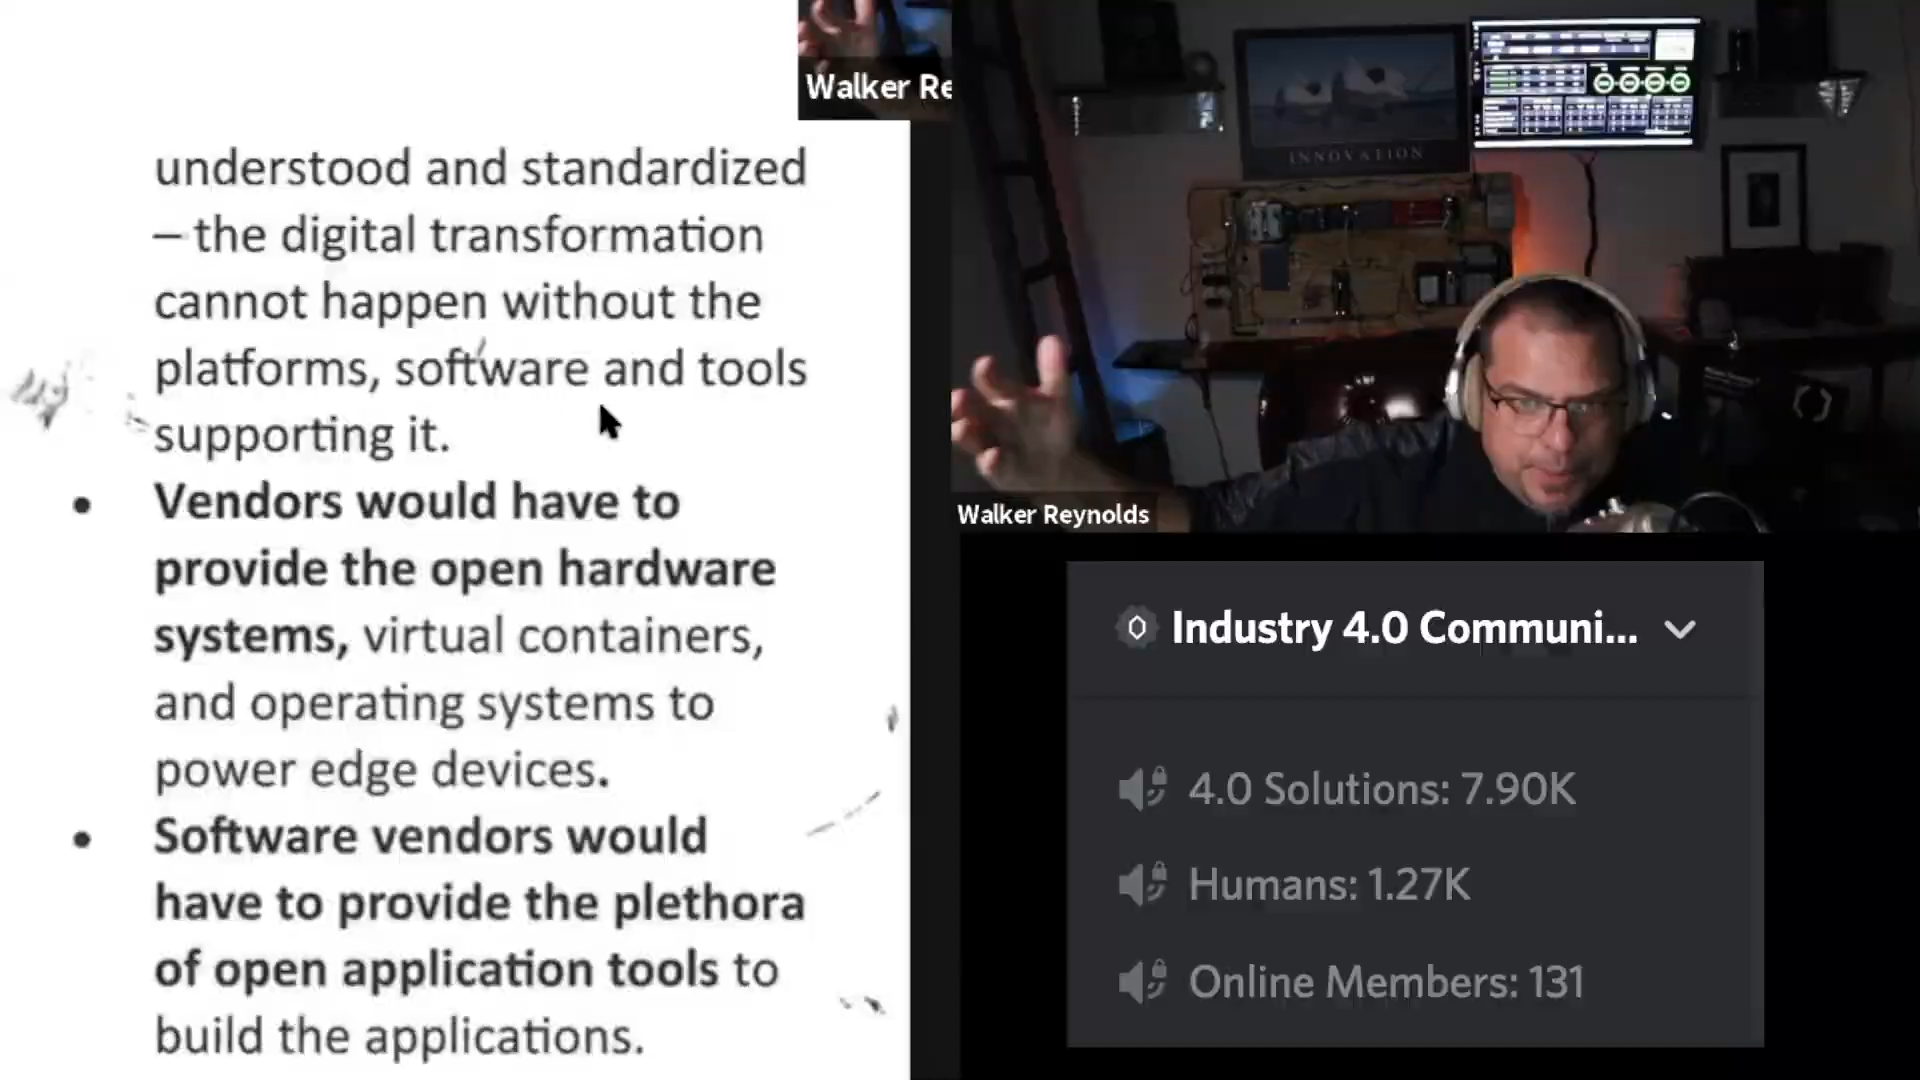 Walker Re
understood and standardized
– the digital transformation
cannot happen without the
platforms, software and tools
supporting it.
• Vendors would have to
provide the open hardware
systems, virtual containers,
and operating systems to
power edge devices.
• Software vendors would
have to provide the plethora
of open application tools to
build the applications.
INNOVATION
Walker Reynolds
Industry 4.0 Communi...
4.0 Solutions: 7.90K
Humans: 1.27K
Online Members: 131